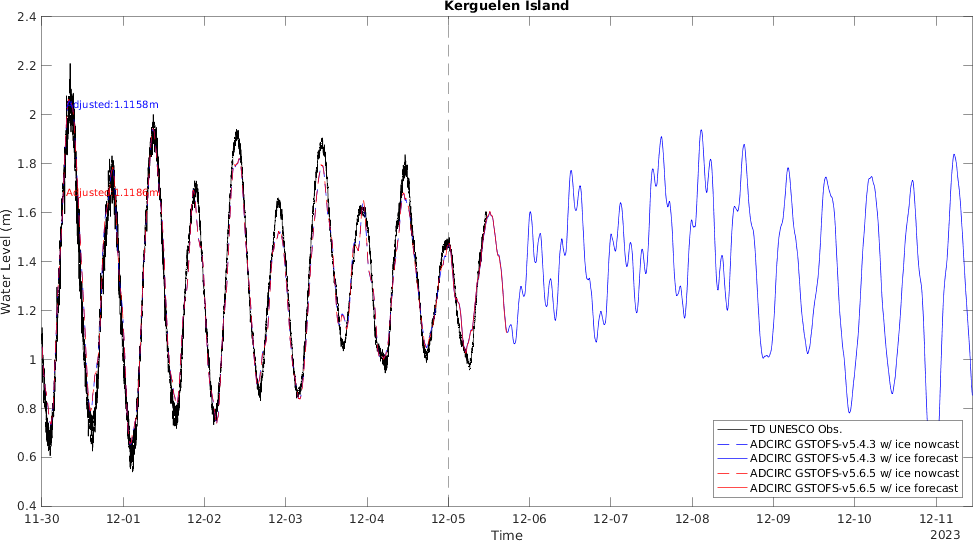 Kerguelen Island
2.4
2.2
2
1.8
1.6
1.4
1.2
1
0.8
0.6
0.4
Water Level (m)
Adjusted:1.1158m
Adjusted:1.1186m
TD UNESCO Obs.
ADCIRC GSTOFS-v5.4.3 w/ ice nowcast
ADCIRC GSTOFS-v5.4.3 w/ ice forecast
ADCIRC GSTOFS-v5.6.5 w/ ice nowcast
ADCIRC GSTOFS-v5.6.5 w/ ice forecast
11-30 12-01 12-02 12-03 12-04 12-05 12-06 12-07 12-08 12-09 12-10 12-11
Time
2023